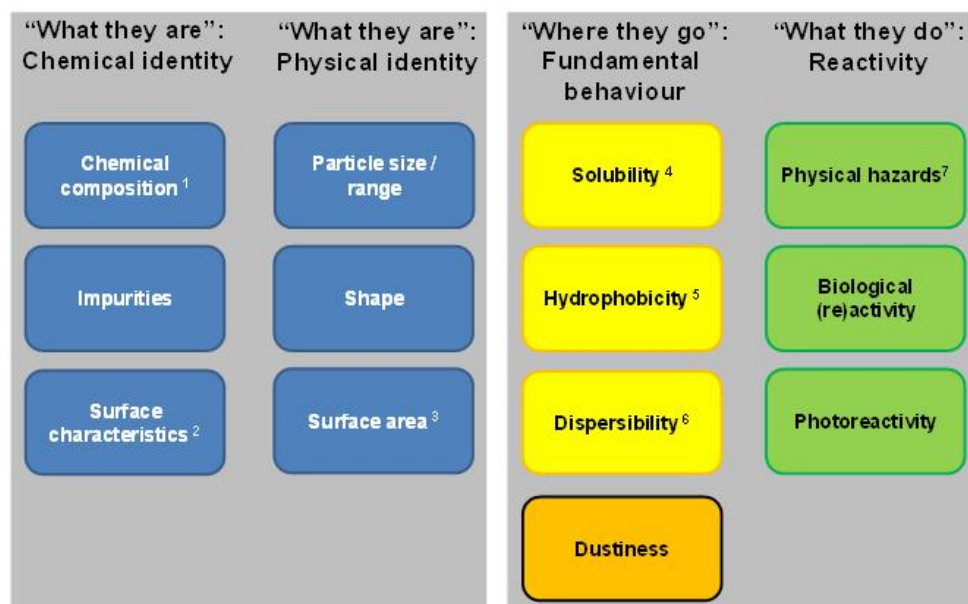 “What they are”:
Chemical identity
“What they are”:
Physical identity
“Where they go”:
Fundamental
behaviour
“What they do”:
Reactivity
Chemical
composition 1
Particle size /
range
Solubility 4
Physical hazards7
Impurities
Shape
Hydrophobicity 5
Biological
(re)activity
Surface
characteristics 2
Surface area 3
Dispersibility 6
Photoreactivity
Dustiness